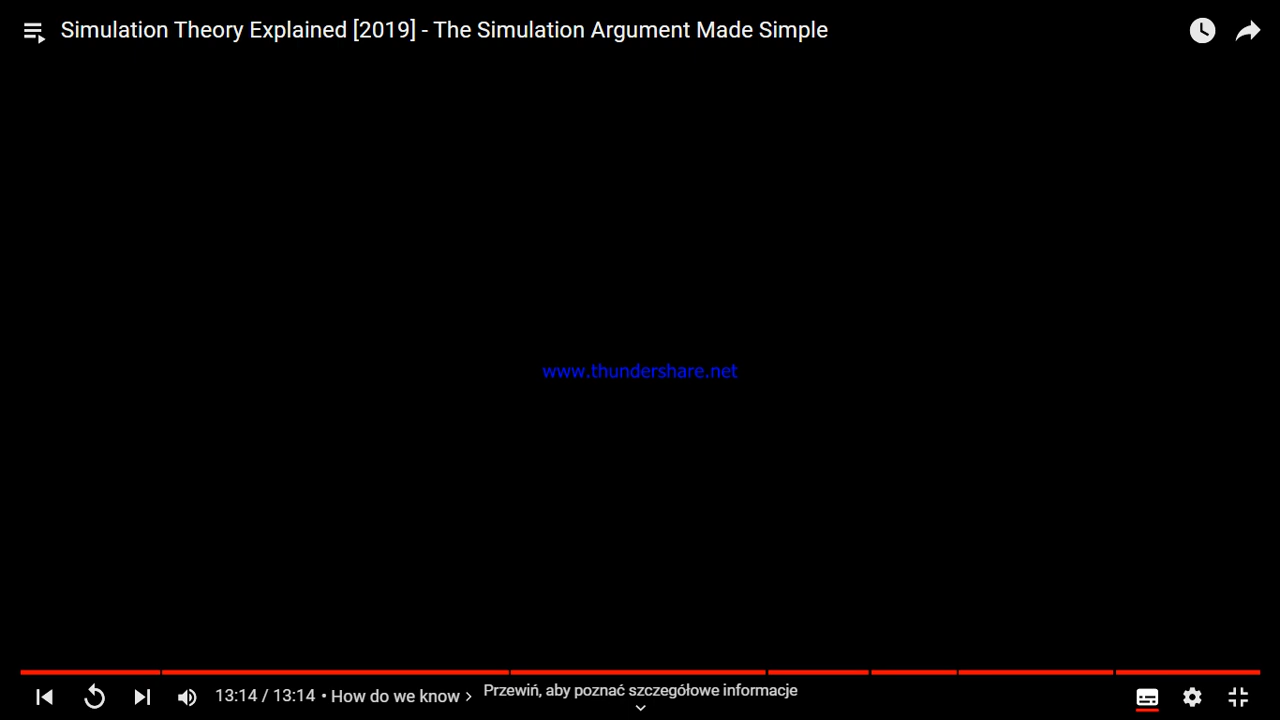 Simulation Theory Explained [2019] - The Simulation Argument Made Simple
www.thundershare.net
13:14 / 13:14 • How do we know >
Przewiń, aby poznać szczegółowe informacje